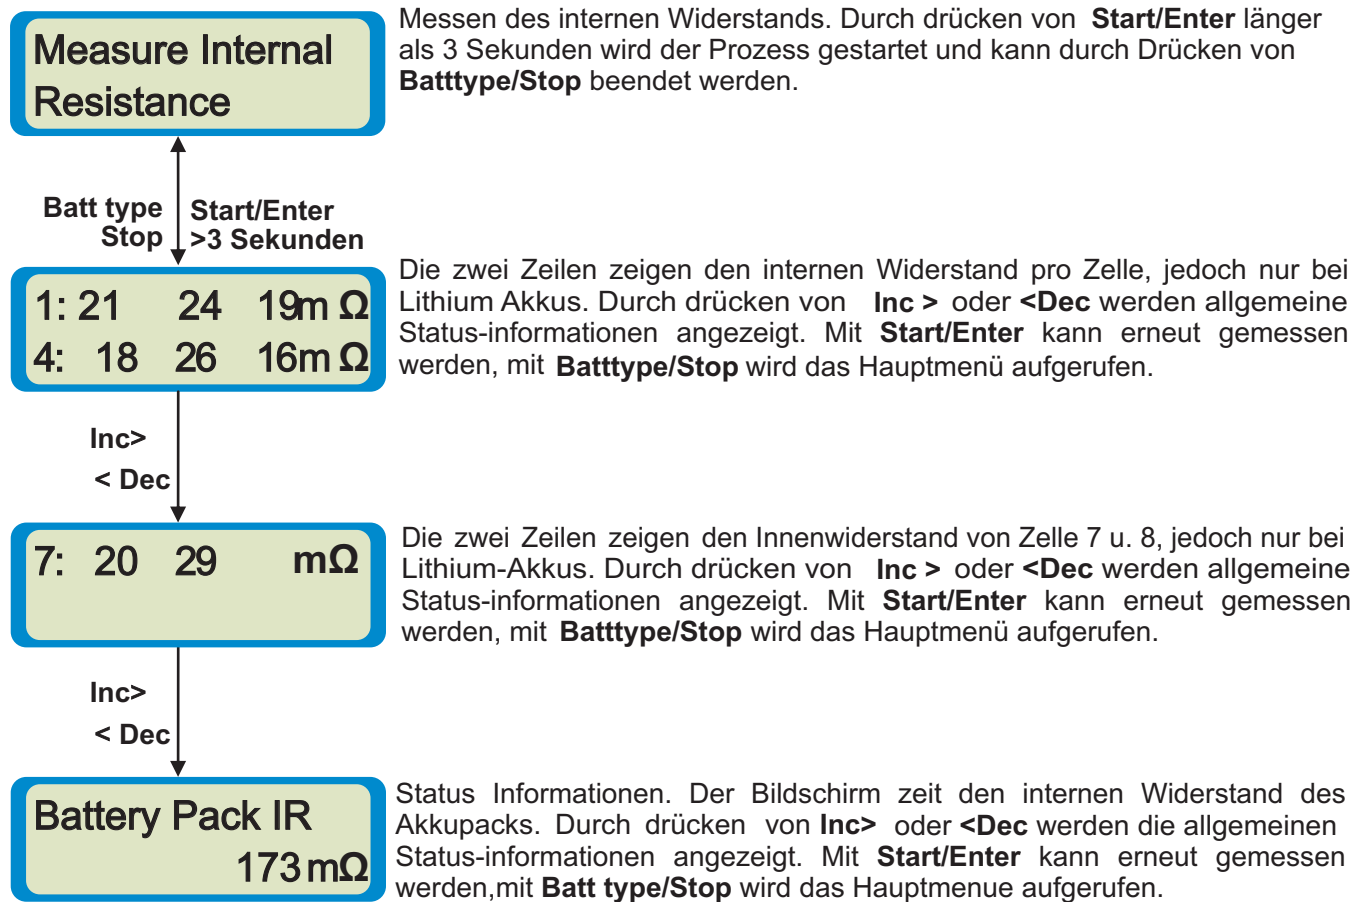 Measure Internal
Resistance
Messen des internen Widerstands. Durch drücken von Start/Enter länger
als 3 Sekunden wird der Prozess gestartet und kann durch Drücken von
Batttype/Stop beendet werden.
Batt type
Stop
Start/Enter
>3 Sekunden
1: 21 24 19m Ω
4: 18 26 16m Ω
Die zwei Zeilen zeigen den internen Widerstand pro Zelle, jedoch nur bei
Lithium Akkus. Durch drücken von Inc > oder <Dec werden allgemeine
Status-informationen angezeigt. Mit Start/Enter kann erneut gemessen
werden, mit Batttype/Stop wird das Hauptmenü aufgerufen.
Inc>
< Dec
7: 20 29 mΩ
Die zwei Zeilen zeigen den Innenwiderstand von Zelle 7 u. 8, jedoch nur bei
Lithium-Akkus. Durch drücken von Inc > oder <Dec werden allgemeine
Status-informationen angezeigt. Mit Start/Enter kann erneut gemessen
werden, mit Batttype/Stop wird das Hauptmenü aufgerufen.
Inc>
< Dec
Battery Pack IR
173 mΩ
Status Informationen. Der Bildschirm zeit den internen Widerstand des
Akkupacks. Durch drücken von Inc> oder <Dec werden die allgemeinen
Status-informationen angezeigt. Mit Start/Enter kann erneut gemessen
werden,mit Batt type/Stop wird das Hauptmenue aufgerufen.